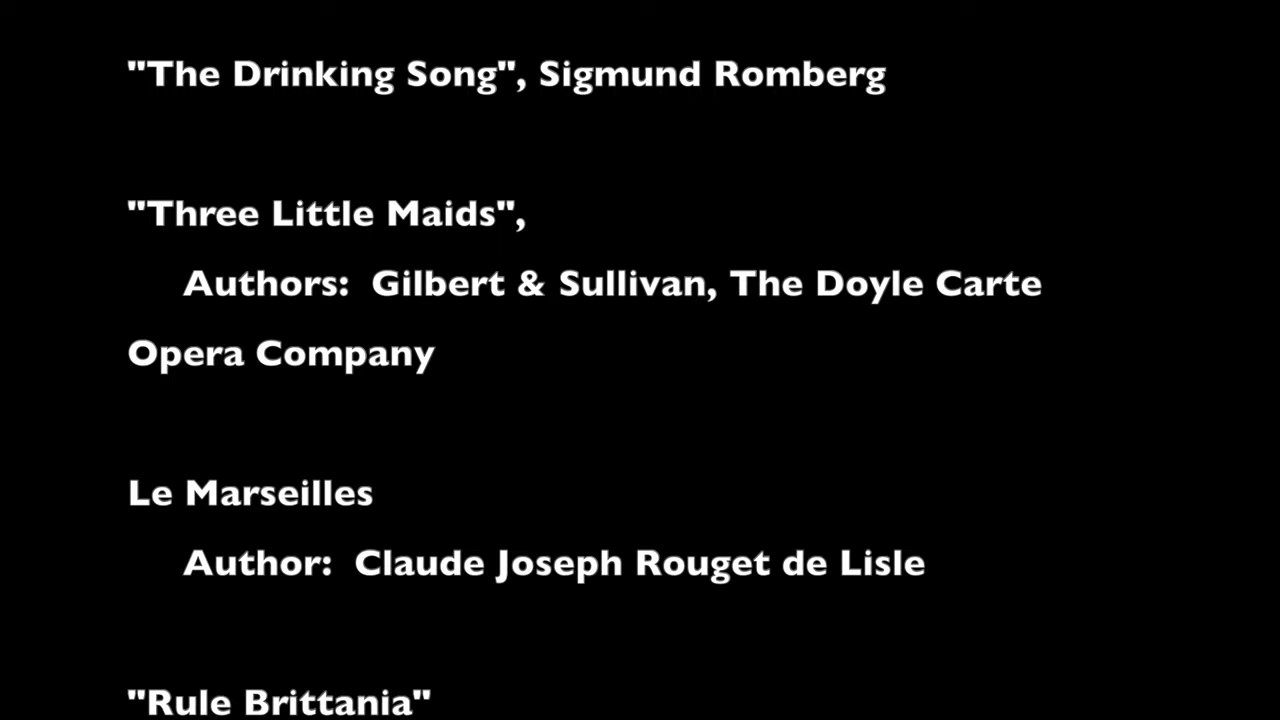 "The Drinking Song", Sigmund Romberg
"Three Little Maids",
Authors:  Gilbert & Sullivan, The Doyle Carte
Opera Company
Le Marseilles
Author:  Claude Joseph Rouget de Lisle
"Rule Brittania"